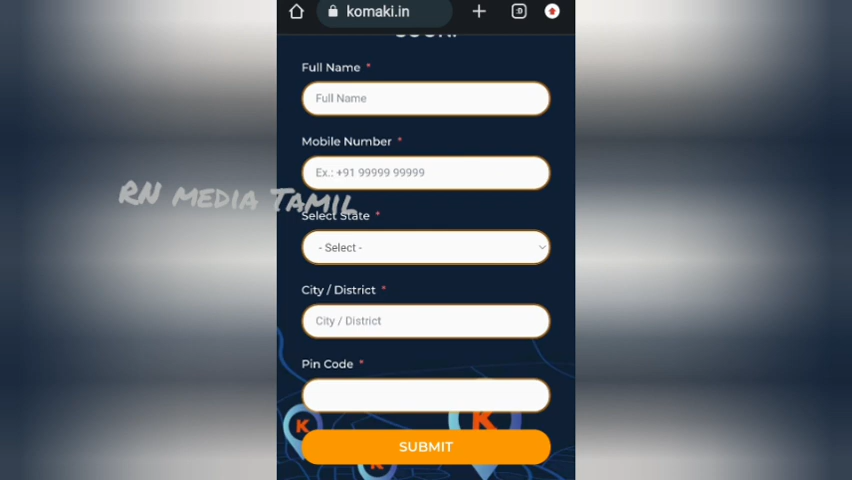 komaki.in
:D
Full Name *
Full Name
Mobile Number *
Ex.: +91 99999 99999
RN MEDIA TAMIL
Select State *
- Select -
City / District *
City / District
Pin Code *
K
K
K
SUBMIT